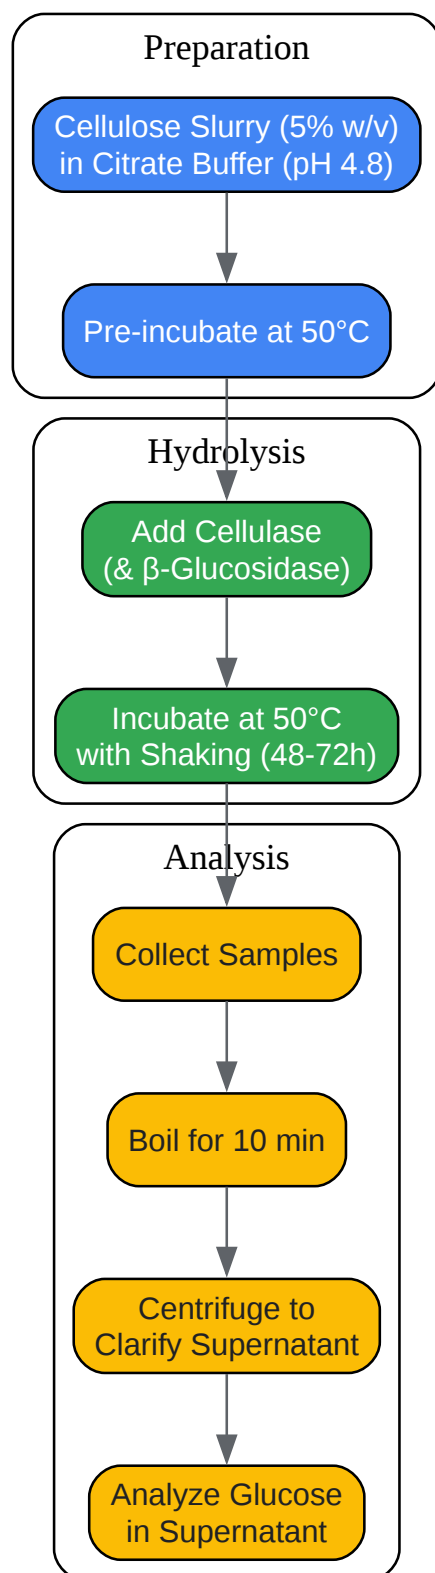 Preparation
Cellulose Slurry (5% w/v)
in Citrate Buffer (pH 4.8)
Pre-incubate at 50°C
Hydrolysis
Add Cellulase
(& β-Glucosidase)
Incubate at 50°C
with Shaking (48-72h)
Analysis
Collect Samples
Boil for 10 min
Centrifuge to
Clarify Supernatant
Analyze Glucose
in Supernatant